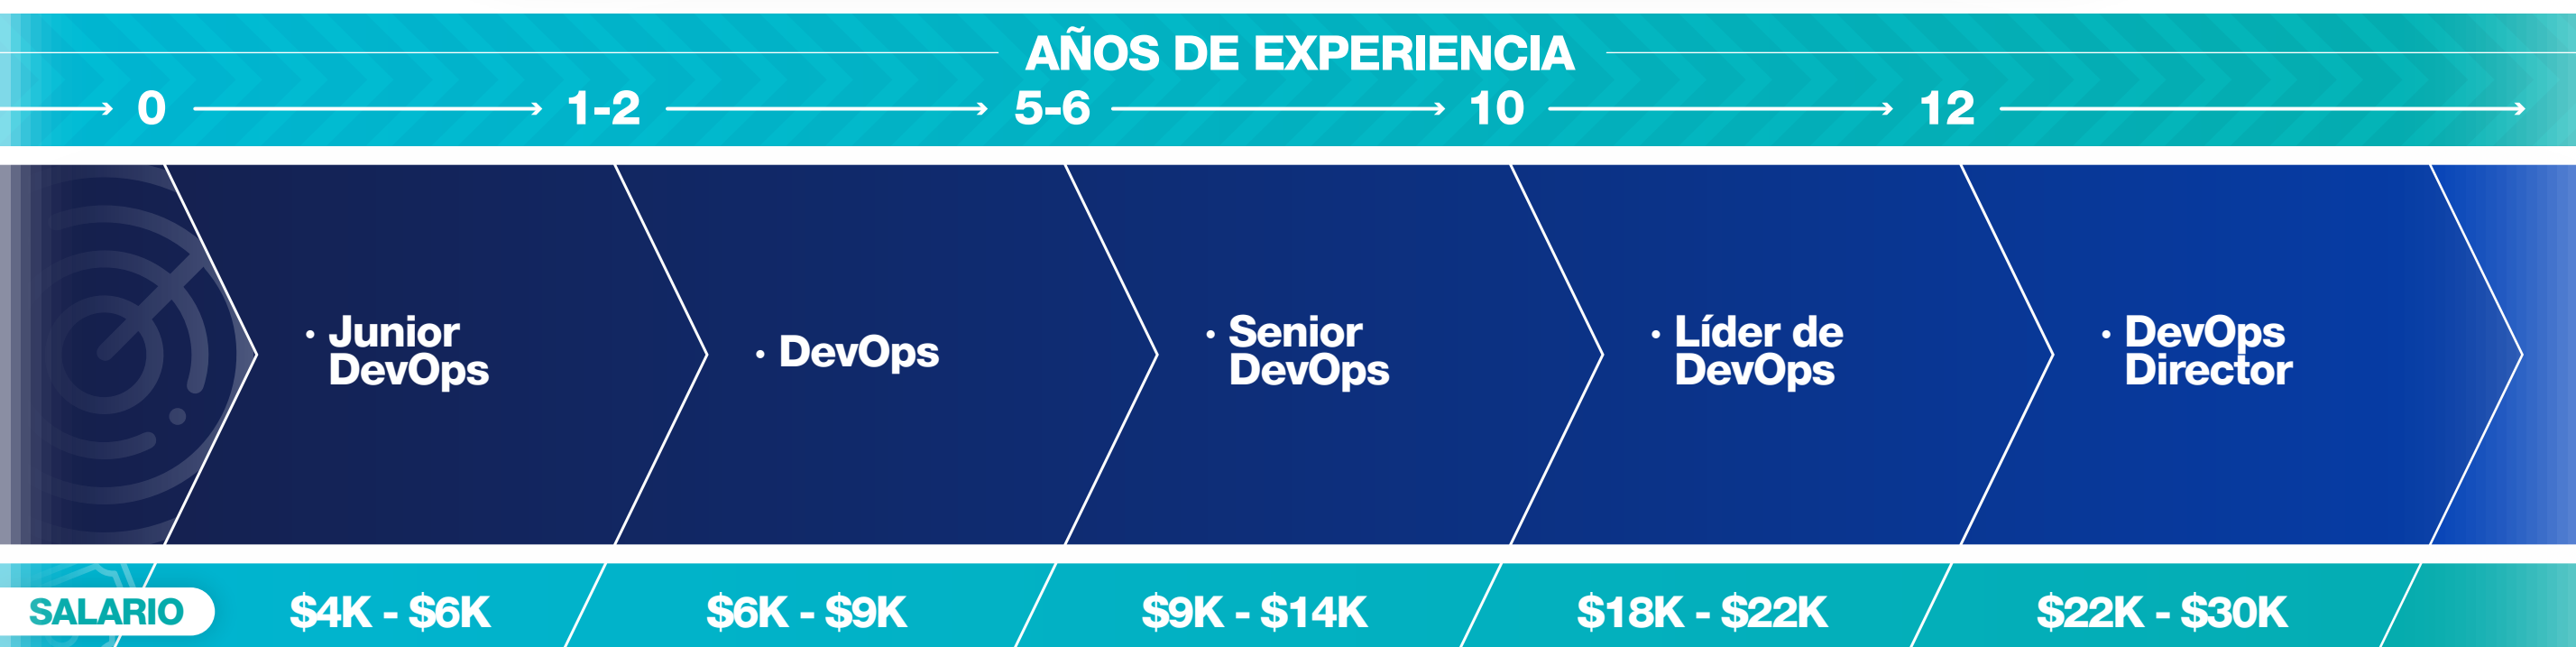 AÑOS DE EXPERIENCIA
0 1-2 5-6 10 12
• Junior
DevOps
• DevOps
• Senior
DevOps
• Líder de
DevOps
• DevOps
Director
SALARIO $4K - $6K $6K - $9K $9K - $14K $18K - $22K $22K - $30K